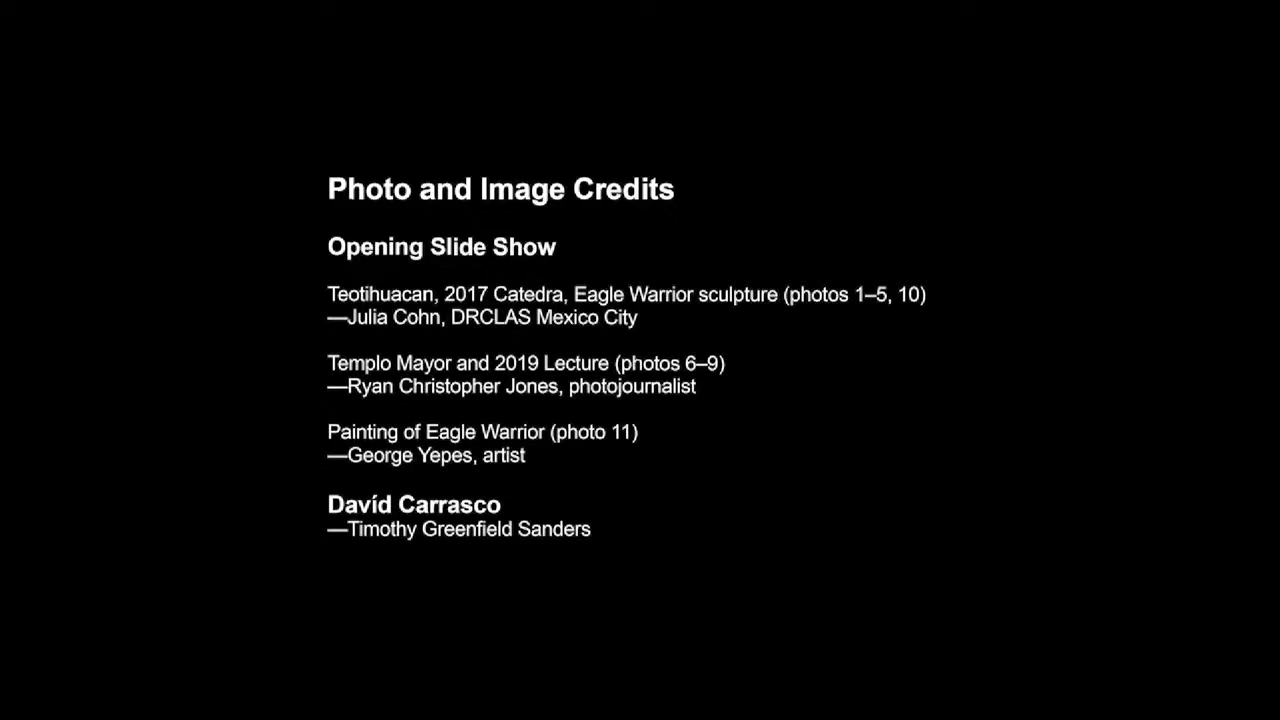 Photo and Image Credits
Opening Slide Show
Teotihuacan, 2017 Catedra, Eagle Warrior sculpture (photos 1–5, 10)
—Julia Cohn, DRCLAS Mexico City
Templo Mayor and 2019 Lecture (photos 6–9)
—Ryan Christopher Jones, photojournalist
Painting of Eagle Warrior (photo 11)
—George Yepes, artist
Davíd Carrasco
—Timothy Greenfield Sanders